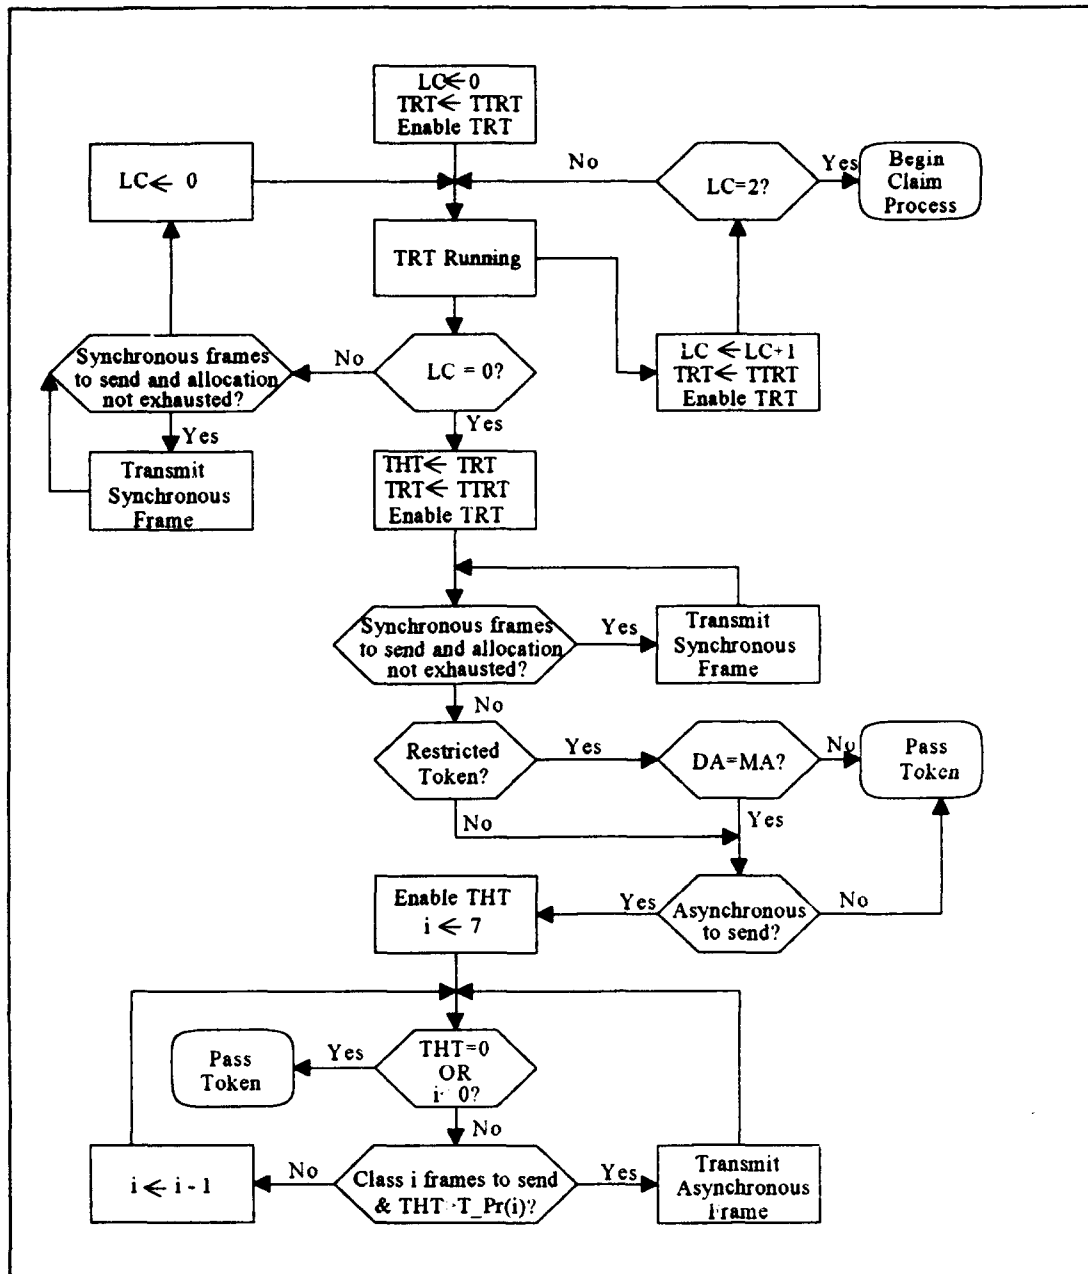 LC← 0
TRT← TTRT
Enable TRT
LC← 0
No
LC=2?
Yes
Begin
Claim
Process
TRT Running
Synchronous frames
to send and allocation
not exhausted?
No
LC = 0?
LC ←LC+1
TRT← TTRT
Enable TRT
Yes
Yes
Transmit
Synchronous
Frame
THT← TRT
TRT← TTRT
Enable TRT
Synchronous frames
to send and allocation
not exhausted?
Yes
Transmit
Synchronous
Frame
No
Restricted
Token?
Yes
DA=MA?
No
Pass
Token
No
Yes
Enable THT
i ← 7
Yes
Asynchronous
to send?
No
Pass
Token
Yes
THT=0
OR
0?
No
i ← i - 1
No
Class i frames to send
& THT T_Pr(i)?
Yes
Transmit
Asynchronous
Frame